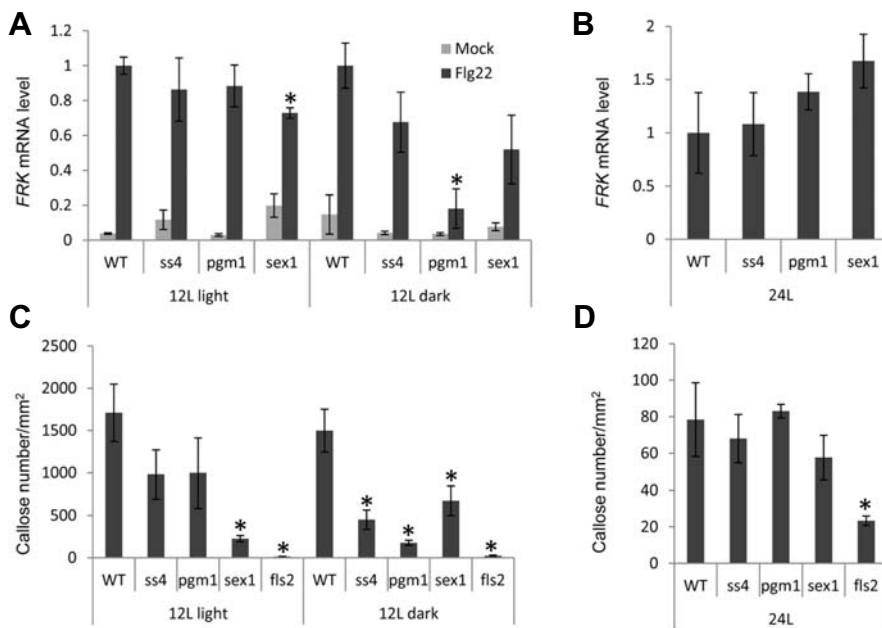 A
FRK mRNA level
1.2
1
0.8
0.6
0.4
0.2
0
Mock
Flg22
*
*
WT ss4 pgm1 sex1 WT ss4 pgm1 sex1
12L light 12L dark
B
FRK mRNA level
2
1.5
1
0.5
0
WT ss4 pgm1 sex1
24L
C
Callose number/mm²
2500
2000
1500
1000
500
0
* * * * * *
WT ss4 pgm1 sex1 fls2 WT ss4 pgm1 sex1 fls2
12L light 12L dark
D
Callose number/mm²
120
100
80
60
40
20
0
*
WT ss4 pgm1 sex1 fls2
24L